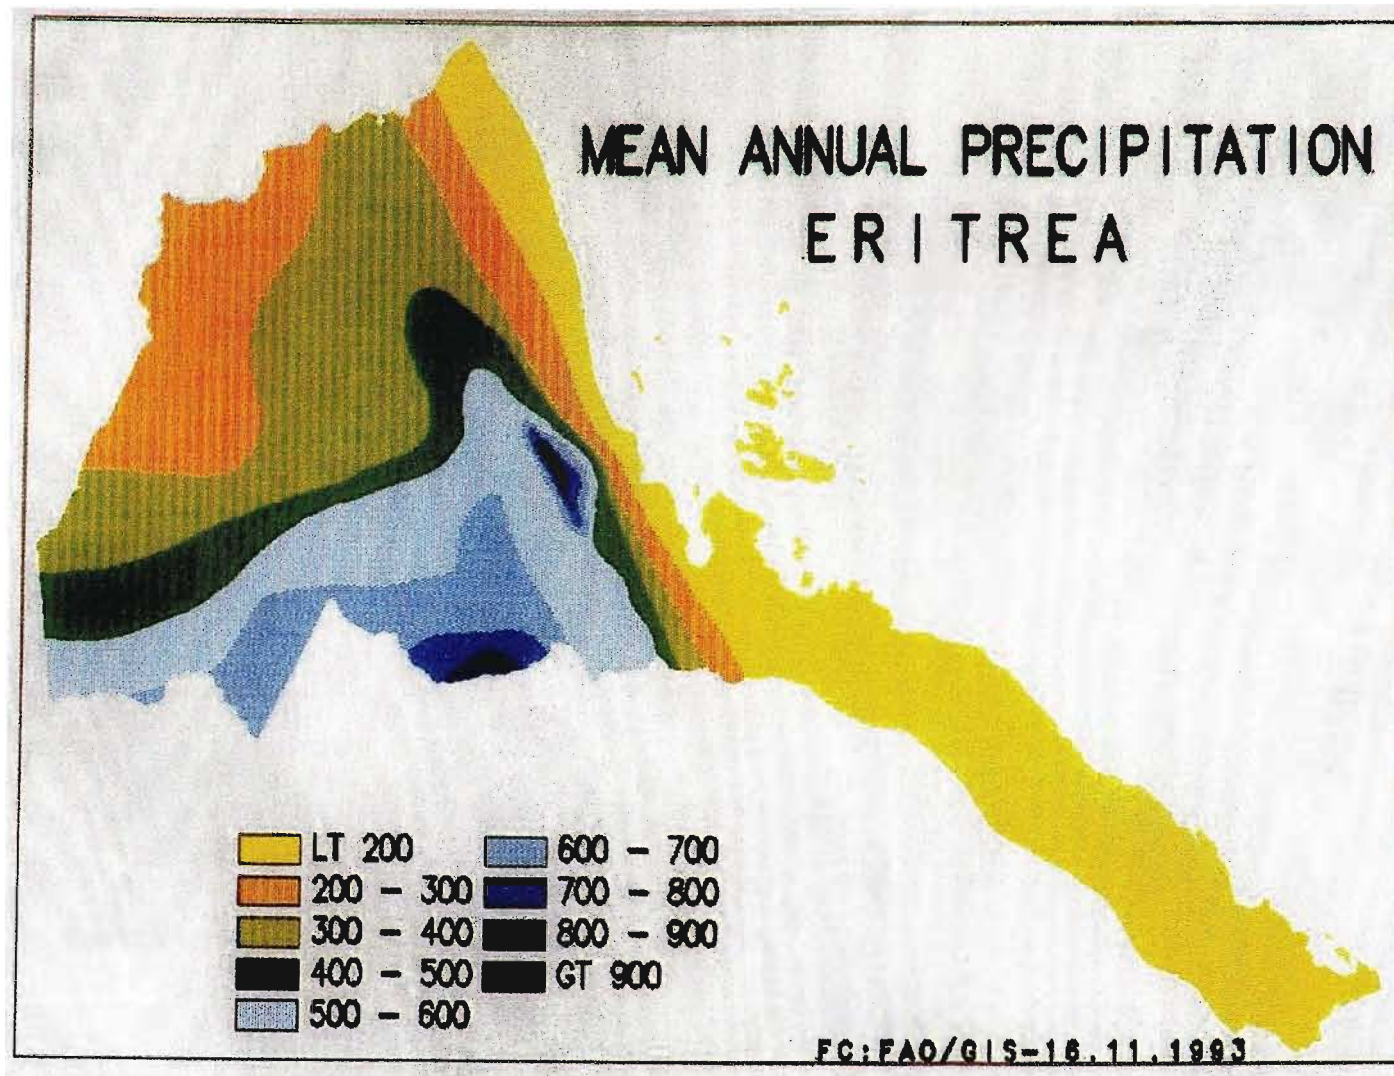 MEAN ANNUAL PRECIPITATION
ERITREA
LT 200
200 - 300
300 - 400
400 - 500
500 - 600
600 - 700
700 - 800
800 - 900
GT 900
FC:FAO/GIS-16.11.1993